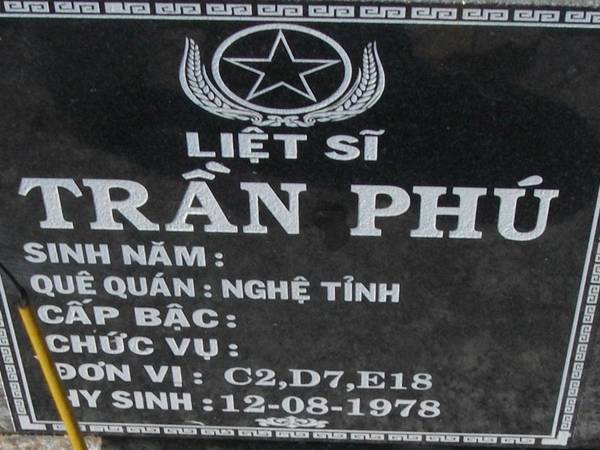 LIỆT SĨ
TRẦN PHÚ
SINH NĂM :
QUÊ QUÁN : NGHỆ TỈNH
CẤP BẬC :
CHỨC VỤ :
ĐƠN VỊ : C2,D7,E18
HY SINH : 12-08-1978